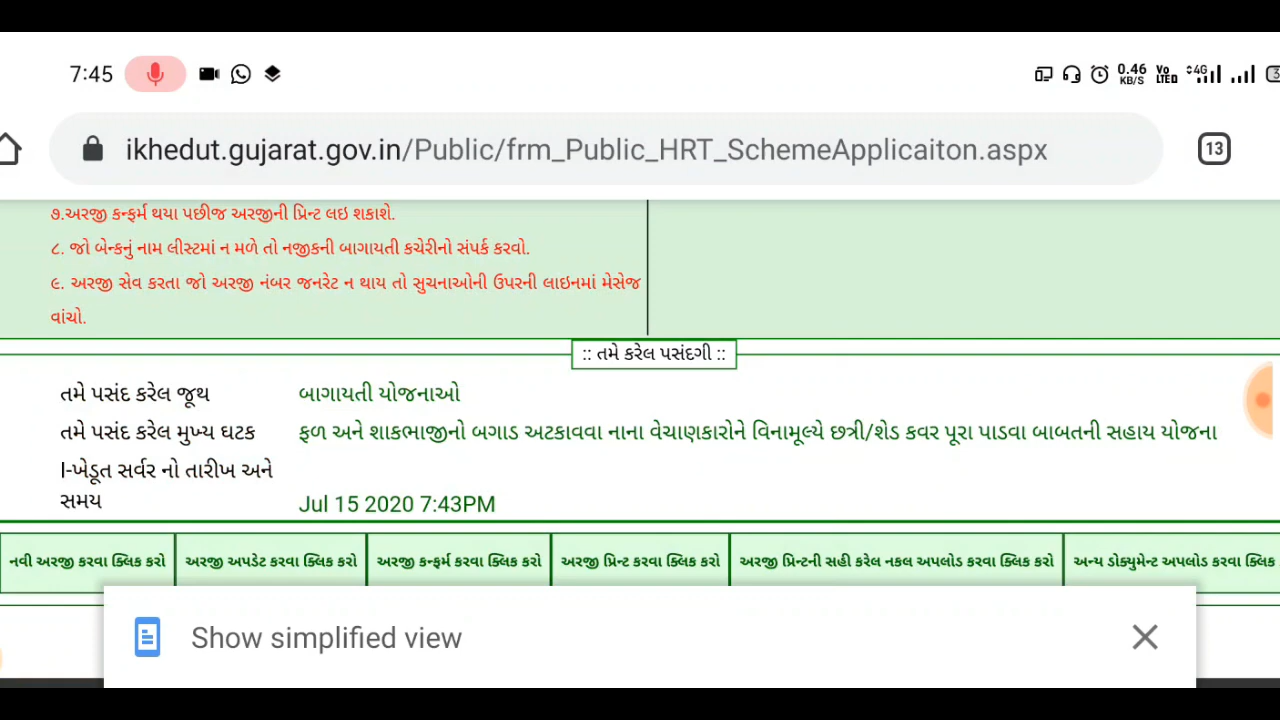 7:45
0.46 KB/S Vo LTE 4G
ikhedut.gujarat.gov.in/Public/frm_Public_HRT_SchemeApplicaiton.aspx
13
૭.અરજી કન્ફર્મ થયા પછીજ અરજીની પ્રિન્ટ લઇ શકાશે.
૮. જો બેન્કનું નામ લીસ્ટમાં ન મળે તો નજીકની બાગાયતી કચેરીનો સંપર્ક કરવો.
૯. અરજી સેવ કરતા જો અરજી નંબર જનરેટ ન થાય તો સુચનાઓની ઉપરની લાઇનમાં મેસેજ
વાંચો.
:: તમે કરેલ પસંદગી ::
તમે પસંદ કરેલ જૂથ બાગાયતી યોજનાઓ
તમે પસંદ કરેલ મુખ્ય ઘટક ફળ અને શાકભાજીનો બગાડ અટકાવવા નાના વેચાણકારોને વિનામૂલ્યે છત્રી/શેડ કવર પૂરા પાડવા બાબતની સહાય યોજના
I-ખેડૂત સર્વર નો તારીખ અને
સમય Jul 15 2020 7:43PM
નવી અરજી કરવા ક્લિક કરો અરજી અપડેટ કરવા ક્લિક કરો અરજી કન્ફર્મ કરવા ક્લિક કરો અરજી પ્રિન્ટ કરવા ક્લિક કરો અરજી પ્રિન્ટની સહી કરેલ નકલ અપલોડ કરવા ક્લિક કરો અન્ય ડોક્યુમેન્ટ અપલોડ કરવા ક્લિક
Show simplified view